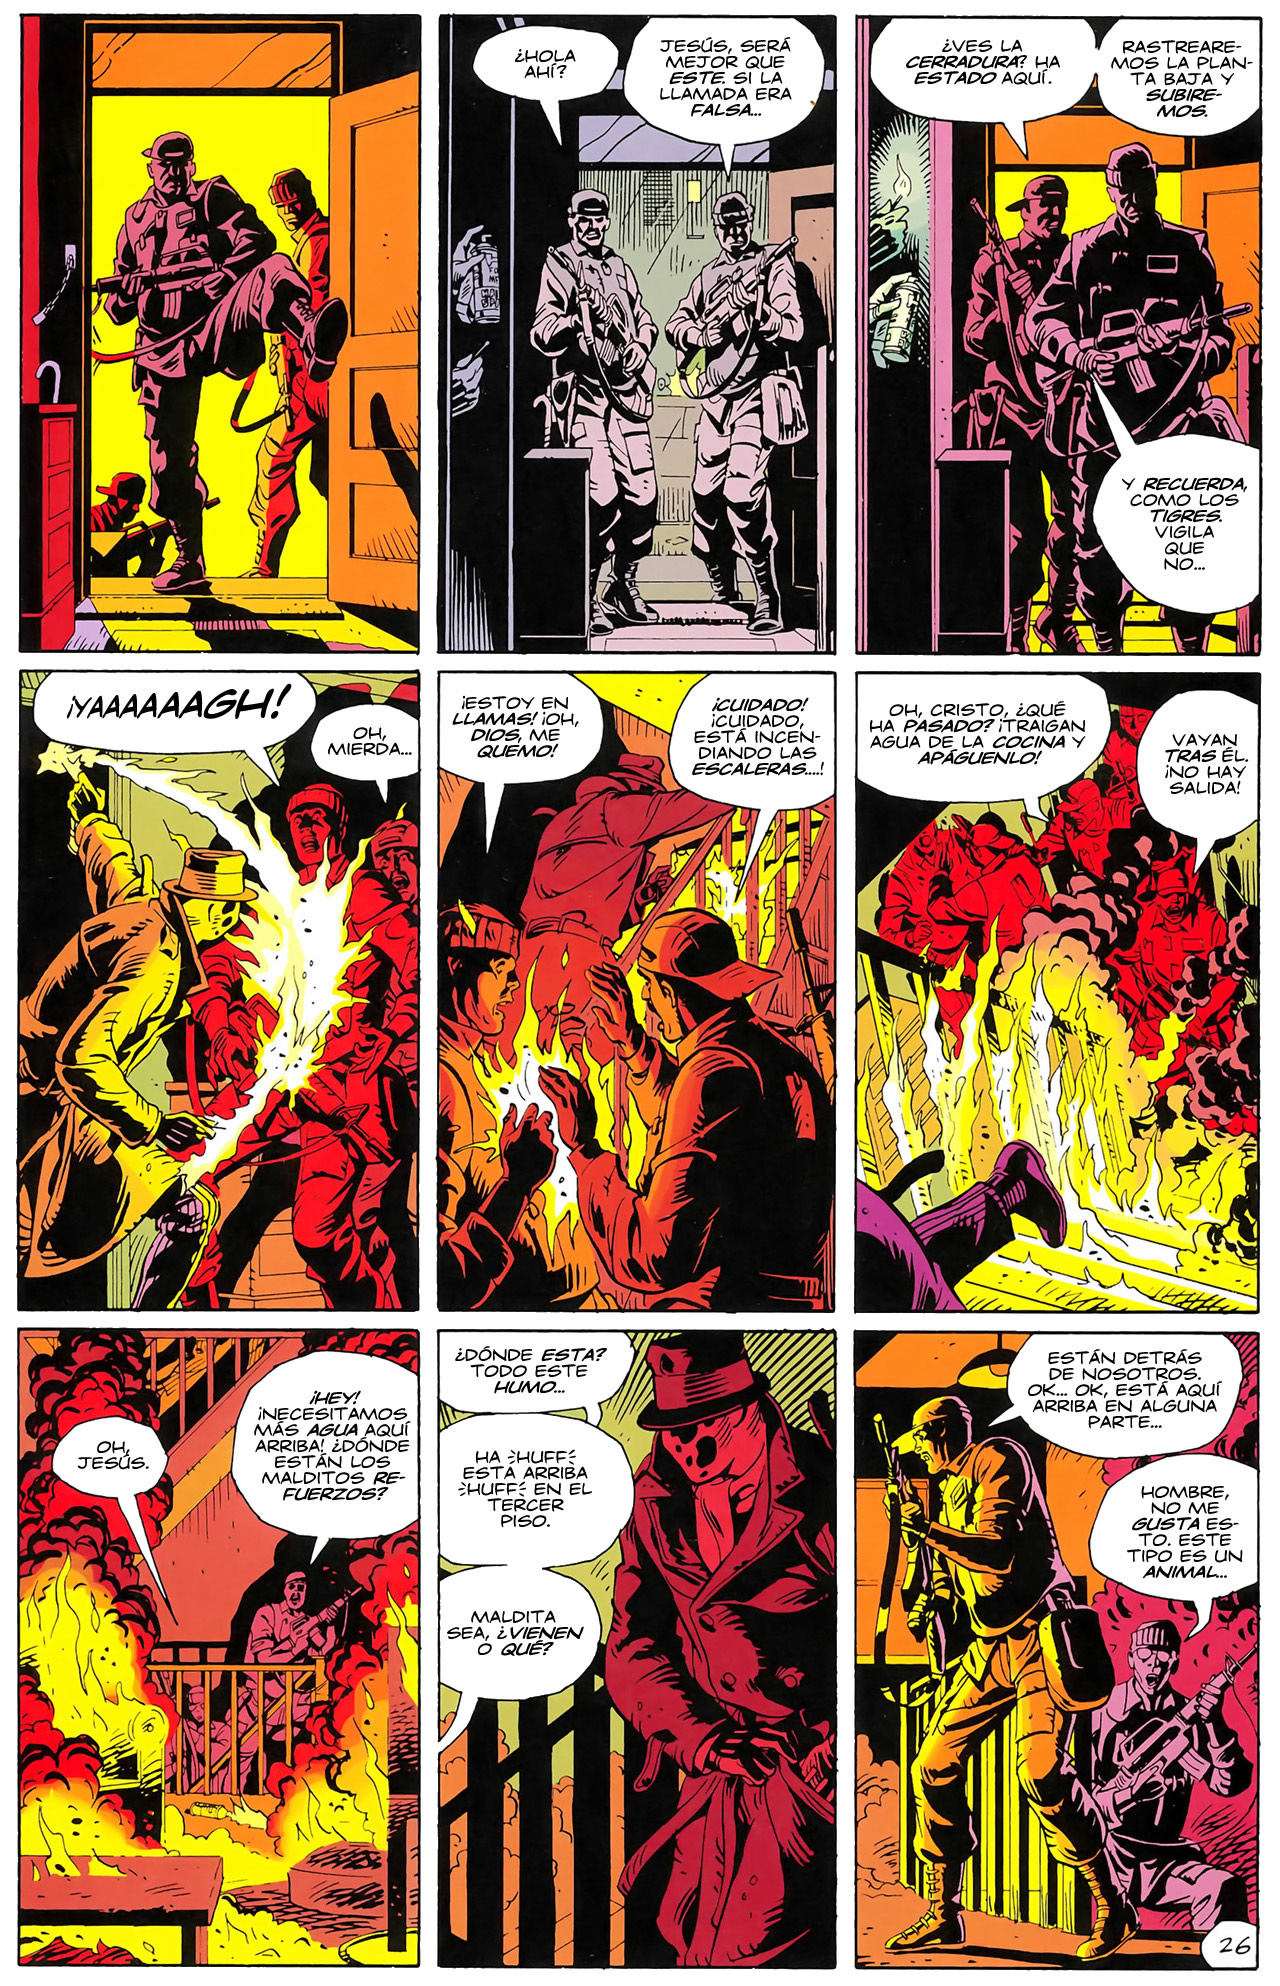 ¿HOLA
AHÍ?
JESÚS, SERÁ
MEJOR QUE
ESTE. SI LA
LLAMADA ERA
FALSA...
¿VES LA
CERRADURA? HA
ESTADO AQUÍ.
RASTREARE-
MOS LA PLAN-
TA BAJA Y
SUBIRE-
MOS.
Y RECUERDA,
COMO LOS
TIGRES.
VIGILA
QUE
NO...
¡YAAAAAAGH!
OH,
MIERDA...
¡ESTOY EN
LLAMAS! ¡OH,
DIOS, ME
QUEMO!
¡CUIDADO!
¡CUIDADO,
ESTÁ INCEN-
DIANDO LAS
ESCALERAS...!
OH, CRISTO, ¿QUÉ
HA PASADO? ¡TRAIGAN
AGUA DE LA COCINA Y
APÁGUENLO!
VAYAN
TRAS ÉL.
¡NO HAY
SALIDA!
OH,
JESÚS.
¡HEY!
¡NECESITAMOS
MÁS AGUA AQUÍ
ARRIBA! ¿DÓNDE
ESTÁN LOS
MALDITOS RE-
FUERZOS?
¿DÓNDE ESTA?
TODO ESTE
HUMO...
HA HUFF
ESTÁ ARRIBA
HUFF EN EL
TERCER
PISO.
MALDITA
SEA, ¿VIENEN
O QUÉ?
ESTÁN DETRÁS
DE NOSOTROS.
OK... OK, ESTÁ AQUÍ
ARRIBA EN ALGUNA
PARTE...
HOMBRE,
NO ME
GUSTA ES-
TO. ESTE
TIPO ES UN
ANIMAL...
26